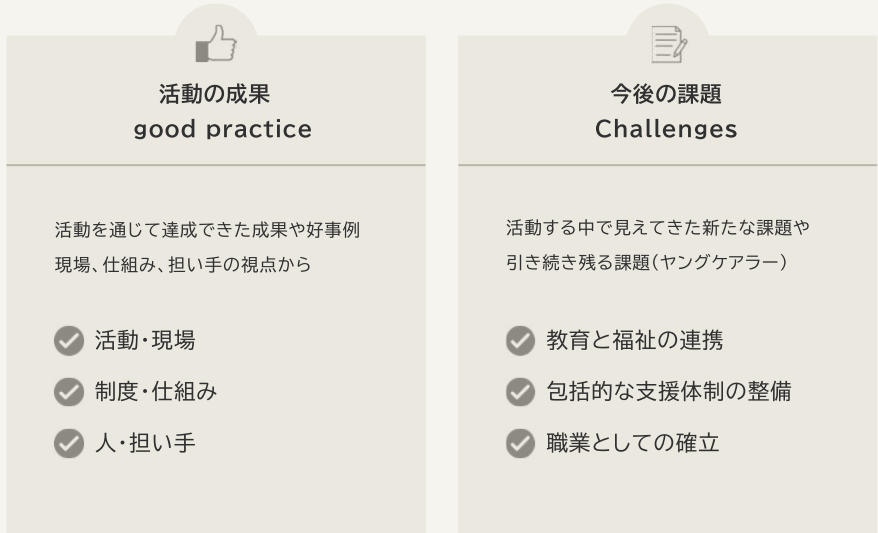 活動の成果
good practice
活動を通じて達成できた成果や好事例
現場、仕組み、担い手の視点から
活動・現場
制度・仕組み
人・担い手
今後の課題
Challenges
活動する中で見えてきた新たな課題や
引き続き残る課題(ヤングケアラー)
教育と福祉の連携
包括的な支援体制の整備
職業としての確立